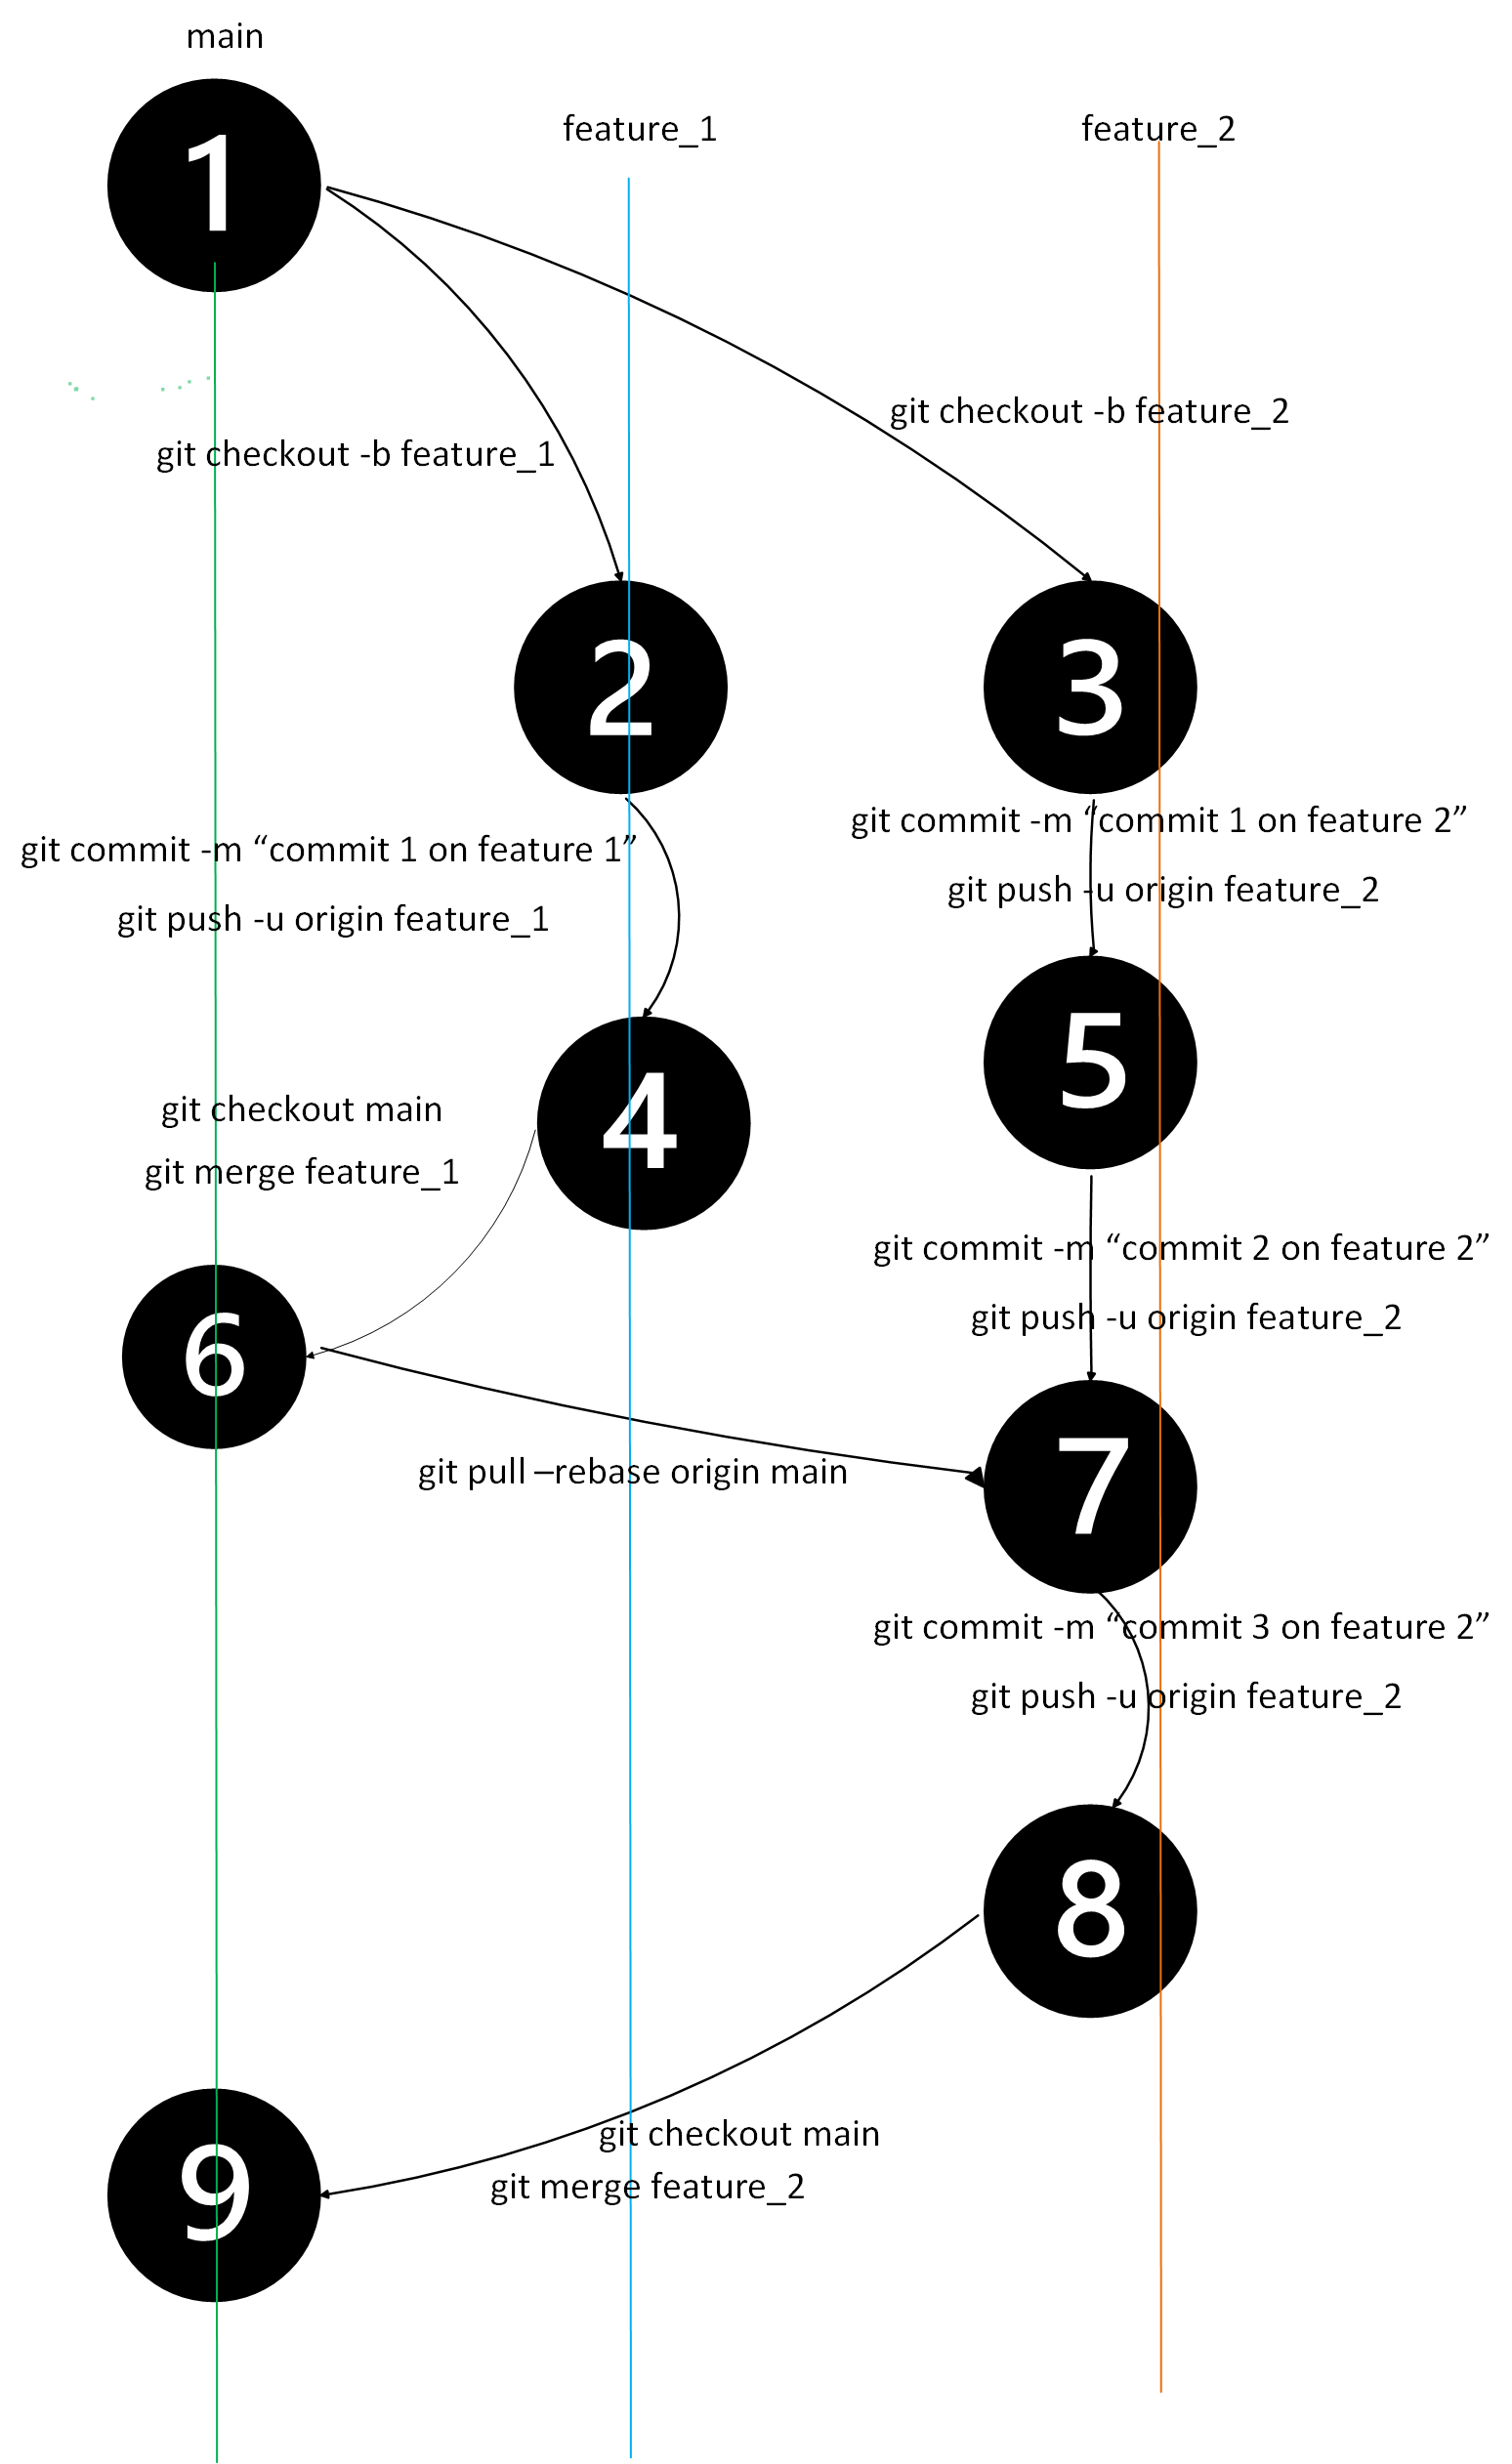 main
1
feature_1
feature_2
git checkout -b feature_2
git checkout -b feature_1
2
3
git commit -m “commit 1 on feature 2”
git push -u origin feature_2
git commit -m “commit 1 on feature 1”
git push -u origin feature_1
4
5
git checkout main
git merge feature_1
git commit -m “commit 2 on feature 2”
git push -u origin feature_2
6
git pull –rebase origin main
7
git commit -m “commit 3 on feature 2”
git push -u origin feature_2
8
git checkout main
git merge feature_2
9